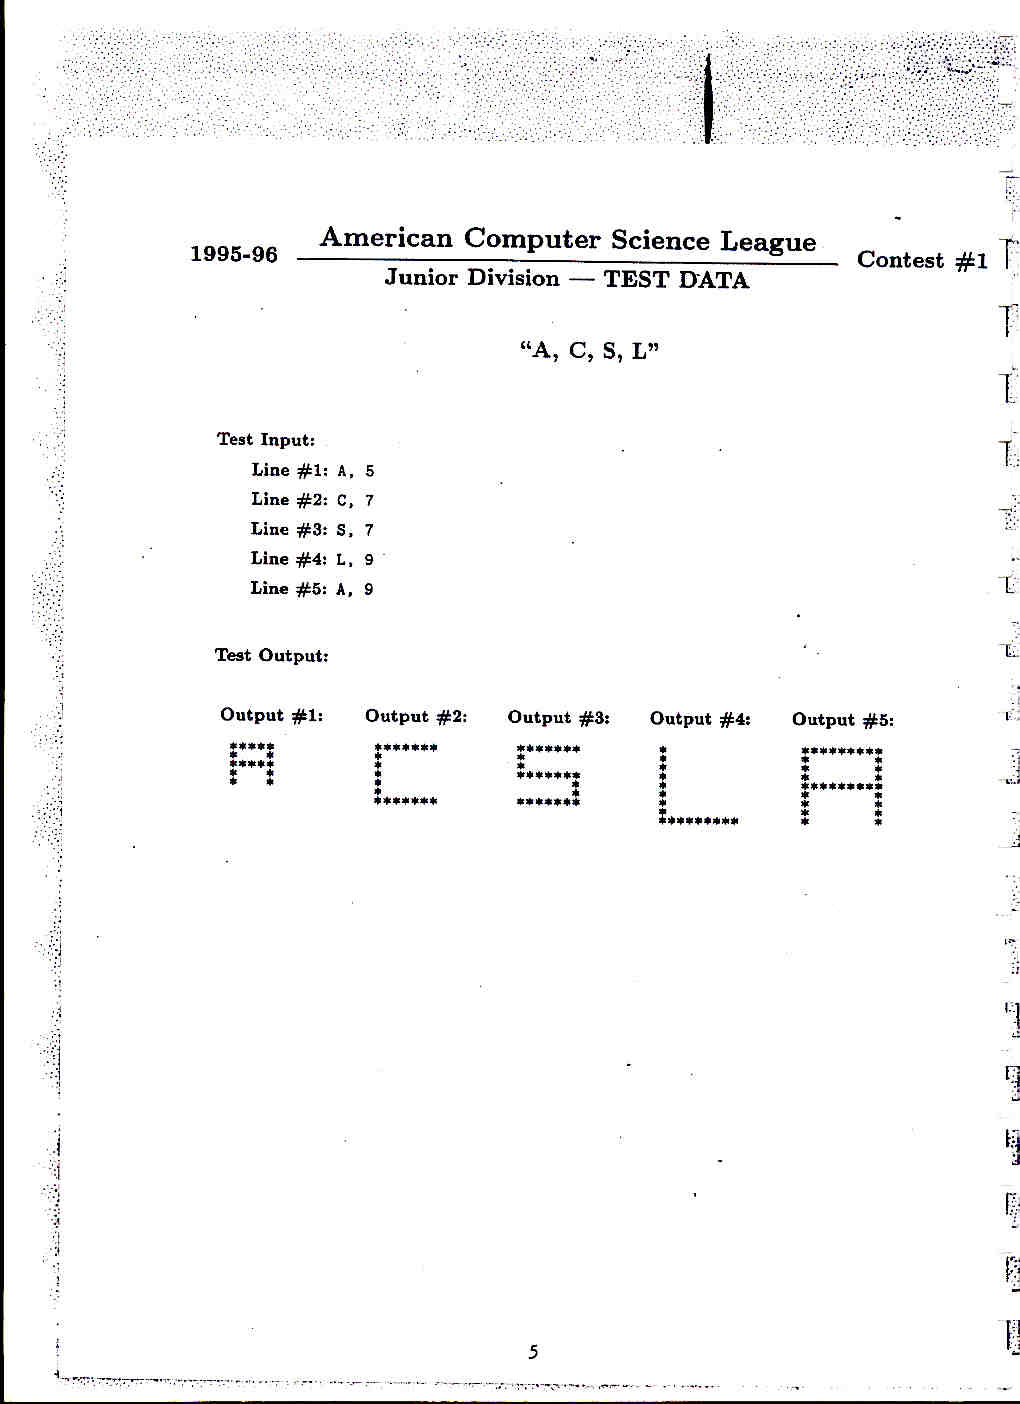 American Computer Science League
1995-96
Contest #1
Junior Division — TEST DATA
“A, C, S, L”
Test Input:
Line #1: A, 5
Line #2: C, 7
Line #3: S, 7
Line #4: L, 9
Line #5: A, 9
Test Output:
Output #1: Output #2: Output #3: Output #4: Output #5:
***** ******* ******* * *********
* * * * * * *
***** * * * * *
* * * ******* * * *
* * * * * *********
* * * * *
******* ******* * * *
* * *
********* * *
5